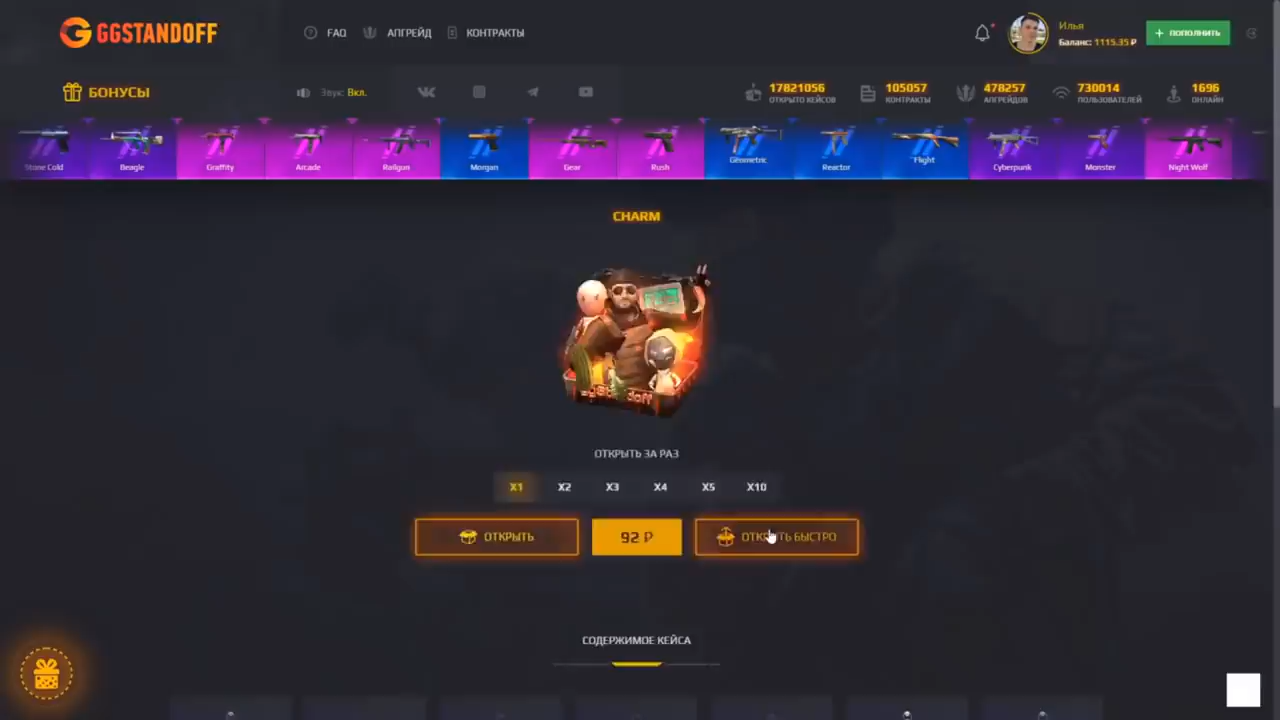 GGSTANDOFF
FAQ
АПГРЕЙД
КОНТРАКТЫ
Илья
Баланс: 1115.35 ₽
+ ПОПОЛНИТЬ
БОНУСЫ
Звук: Вкл.
17821056
ОТКРЫТО КЕЙСОВ
105057
КОНТРАКТЫ
478257
АПГРЕЙДОВ
730014
ПОЛЬЗОВАТЕЛЕЙ
1696
ОНЛАЙН
Stone Cold
Beagle
Graffity
Arcade
Railgun
Morgan
Gear
Rush
Geometric
Reactor
Flight
Cyberpunk
Monster
Night Wolf
CHARM
ОТКРЫТЬ ЗА РАЗ
X1 X2 X3 X4 X5 X10
ОТКРЫТЬ
92 ₽
ОТКРЫТЬ БЫСТРО
СОДЕРЖИМОЕ КЕЙСА